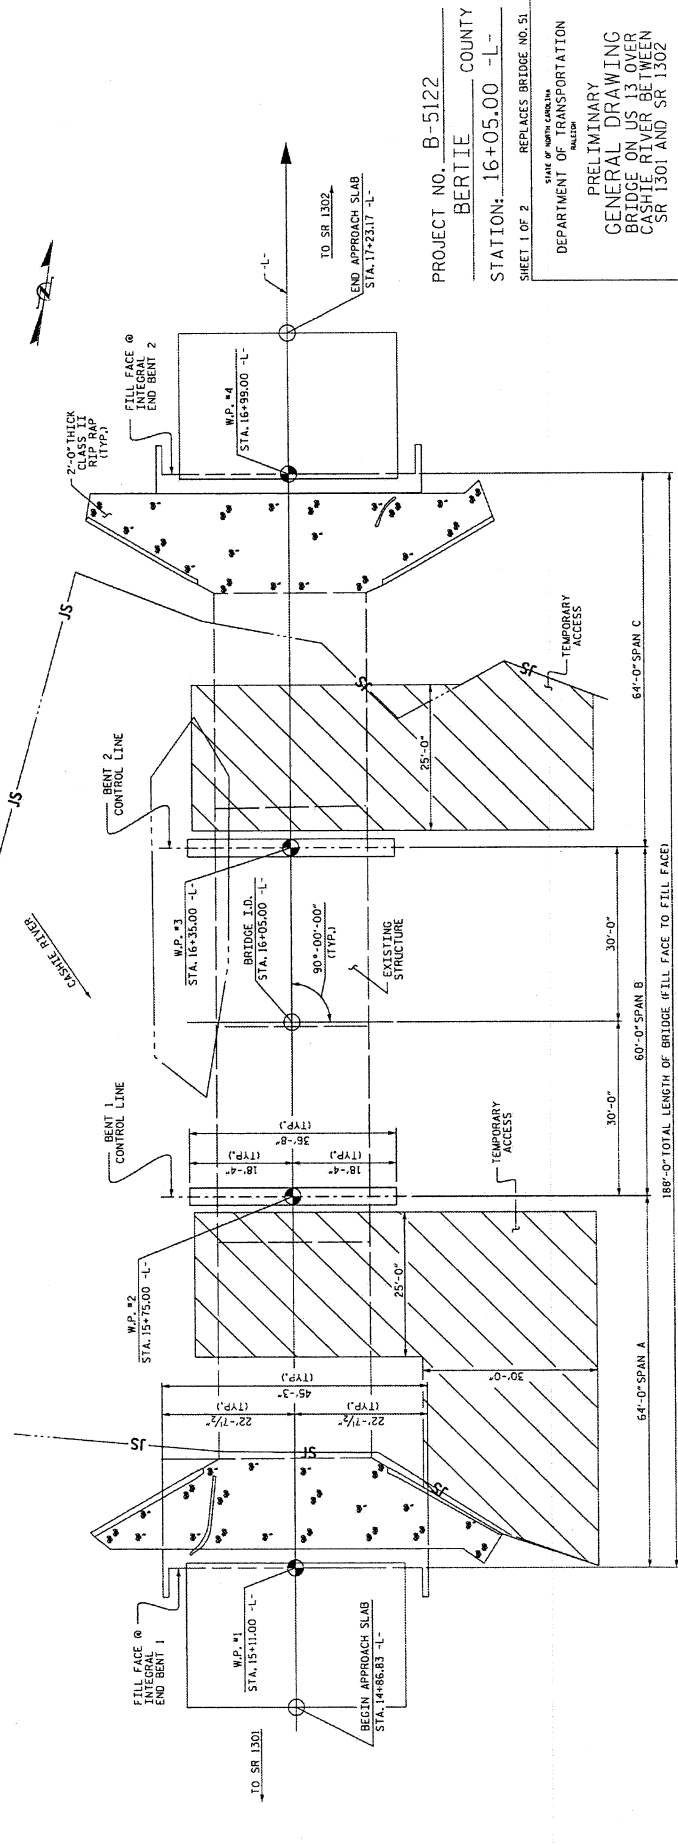 TO SR 1301
BEGIN APPROACH SLAB
STA.14+86.83 -L-
W.P. #1
STA.15+11.00 -L-
FILL FACE @
INTEGRAL
END BENT 1
22'-7½"
(TYP.)
22'-7½"
(TYP.)
45'-3"
(TYP.)
30'-0"
25'-0"
W.P. #2
STA.15+75.00 -L-
BENT 1
CONTROL LINE
18'-4"
(TYP.)
18'-4"
(TYP.)
36'-8"
(TYP.)
TEMPORARY
ACCESS
CASHIE RIVER
BRIDGE I.D.
STA.16+05.00 -L-
90°-00'-00"
(TYP.)
EXISTING
STRUCTURE
W.P. #3
STA.16+35.00 -L-
BENT 2
CONTROL LINE
25'-0"
TEMPORARY
ACCESS
2'-0" THICK
CLASS II
RIP RAP
(TYP.)
FILL FACE @
INTEGRAL
END BENT 2
W.P. #4
STA.16+99.00 -L-
-L-
TO SR 1302
END APPROACH SLAB
STA.17+23.17 -L-
30'-0"
30'-0"
64'-0" SPAN A
60'-0" SPAN B
64'-0" SPAN C
188'-0" TOTAL LENGTH OF BRIDGE (FILL FACE TO FILL FACE)
PROJECT NO. B-5122
BERTIE COUNTY
STATION: 16+05.00 -L-
SHEET 1 OF 2 REPLACES BRIDGE NO. 51
STATE OF NORTH CAROLINA
DEPARTMENT OF TRANSPORTATION
RALEIGH
PRELIMINARY
GENERAL DRAWING
BRIDGE ON US 13 OVER
CASHIE RIVER BETWEEN
SR 1301 AND SR 1302
JS
JS
JS
JS
JS
JS
JS